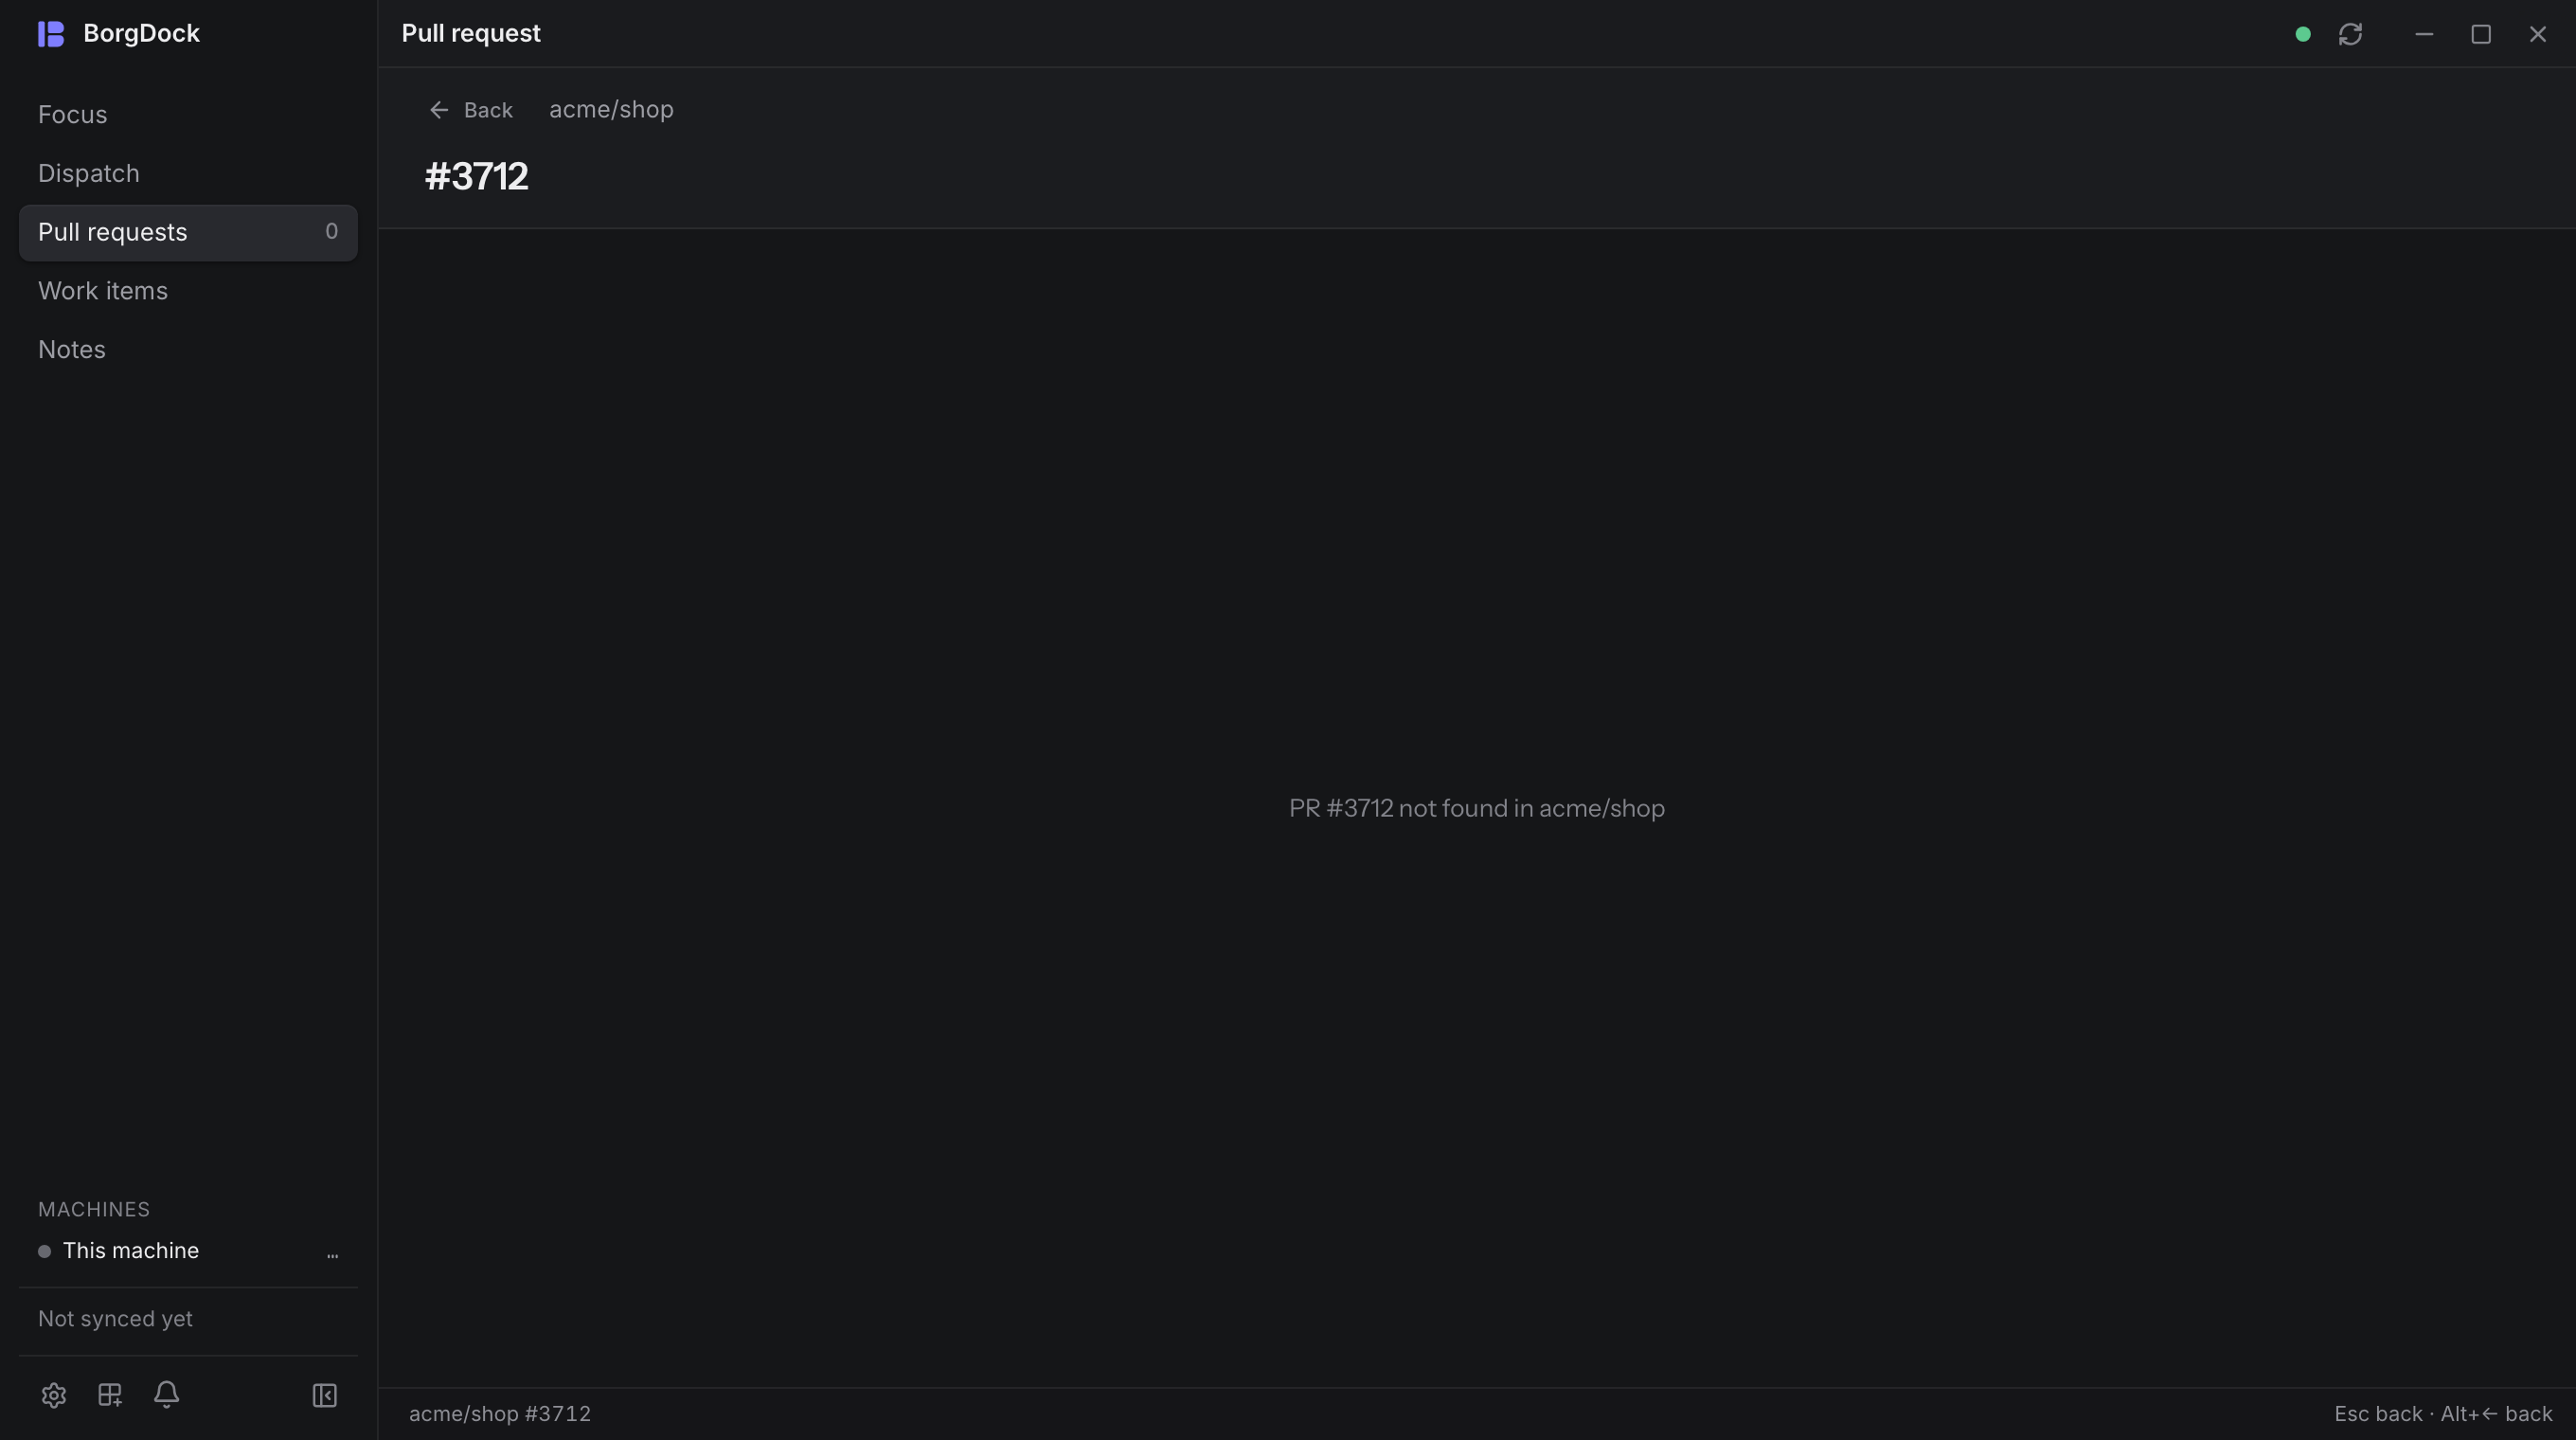 BorgDock
Focus
Dispatch
Pull requests 0
Work items
Notes
MACHINES
This machine …
Not synced yet
Pull request
← Back acme/shop
#3712
PR #3712 not found in acme/shop
acme/shop #3712
Esc back · Alt+← back